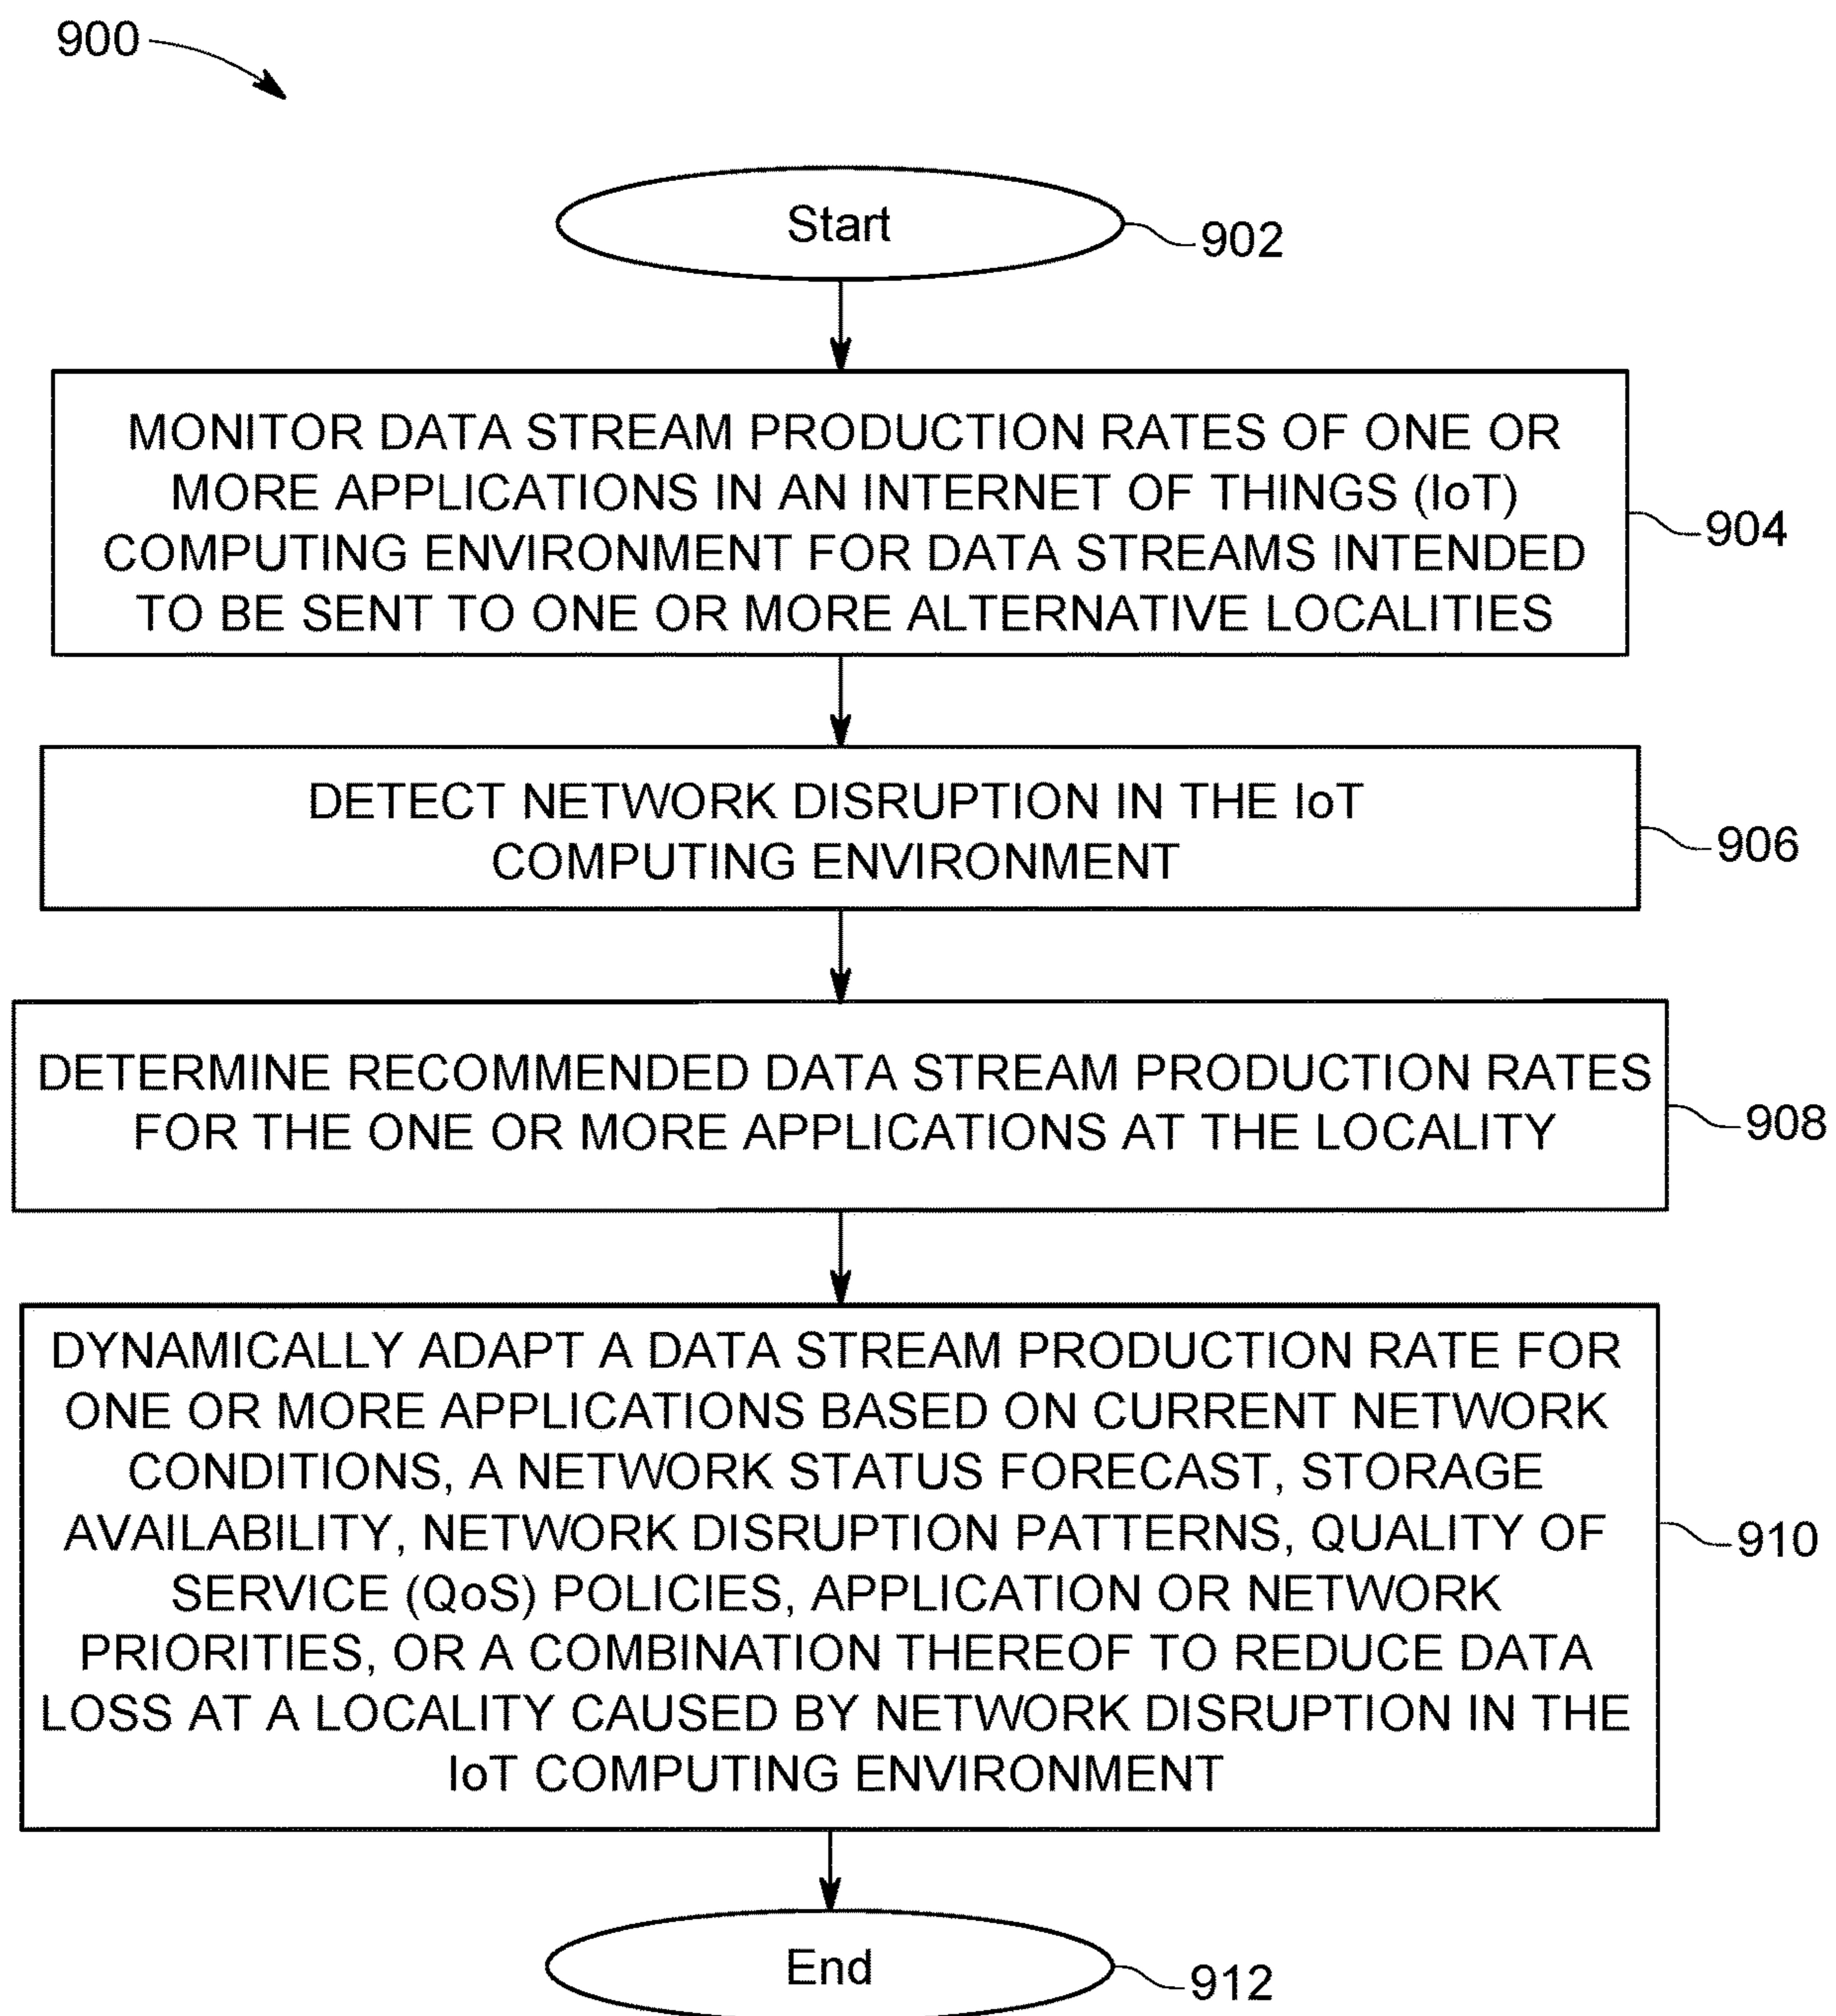 900
Start
902
MONITOR DATA STREAM PRODUCTION RATES OF ONE OR
MORE APPLICATIONS IN AN INTERNET OF THINGS (IoT)
COMPUTING ENVIRONMENT FOR DATA STREAMS INTENDED
TO BE SENT TO ONE OR MORE ALTERNATIVE LOCALITIES
904
DETECT NETWORK DISRUPTION IN THE IoT
COMPUTING ENVIRONMENT
906
DETERMINE RECOMMENDED DATA STREAM PRODUCTION RATES
FOR THE ONE OR MORE APPLICATIONS AT THE LOCALITY
908
DYNAMICALLY ADAPT A DATA STREAM PRODUCTION RATE FOR
ONE OR MORE APPLICATIONS BASED ON CURRENT NETWORK
CONDITIONS, A NETWORK STATUS FORECAST, STORAGE
AVAILABILITY, NETWORK DISRUPTION PATTERNS, QUALITY OF
SERVICE (QoS) POLICIES, APPLICATION OR NETWORK
PRIORITIES, OR A COMBINATION THEREOF TO REDUCE DATA
LOSS AT A LOCALITY CAUSED BY NETWORK DISRUPTION IN THE
IoT COMPUTING ENVIRONMENT
910
End
912